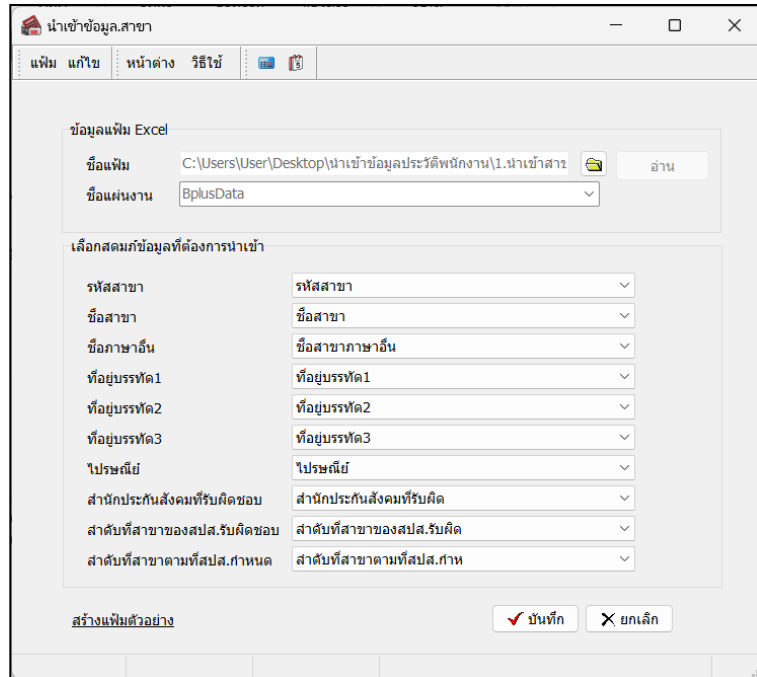 นำเข้าข้อมูล.สาขา
แฟ้ม แก้ไข หน้าต่าง วิธีใช้
ข้อมูลแฟ้ม Excel
ชื่อแฟ้ม C:\Users\User\Desktop\นำเข้าข้อมูลประวัติพนักงาน\1.นำเข้าสาข อ่าน
ชื่อแผ่นงาน BplusData
เลือกสดมภ์ข้อมูลที่ต้องการนำเข้า
รหัสสาขา รหัสสาขา
ชื่อสาขา ชื่อสาขา
ชื่อภาษาอื่น ชื่อสาขาภาษาอื่น
ที่อยู่บรรทัด1 ที่อยู่บรรทัด1
ที่อยู่บรรทัด2 ที่อยู่บรรทัด2
ที่อยู่บรรทัด3 ที่อยู่บรรทัด3
ไปรษณีย์ ไปรษณีย์
สำนักประกันสังคมที่รับผิดชอบ สำนักประกันสังคมที่รับผิด
ลำดับที่สาขาของสปส.รับผิดชอบ ลำดับที่สาขาของสปส.รับผิด
ลำดับที่สาขาตามที่สปส.กำหนด ลำดับที่สาขาตามที่สปส.กำห
สร้างแฟ้มตัวอย่าง บันทึก ยกเลิก